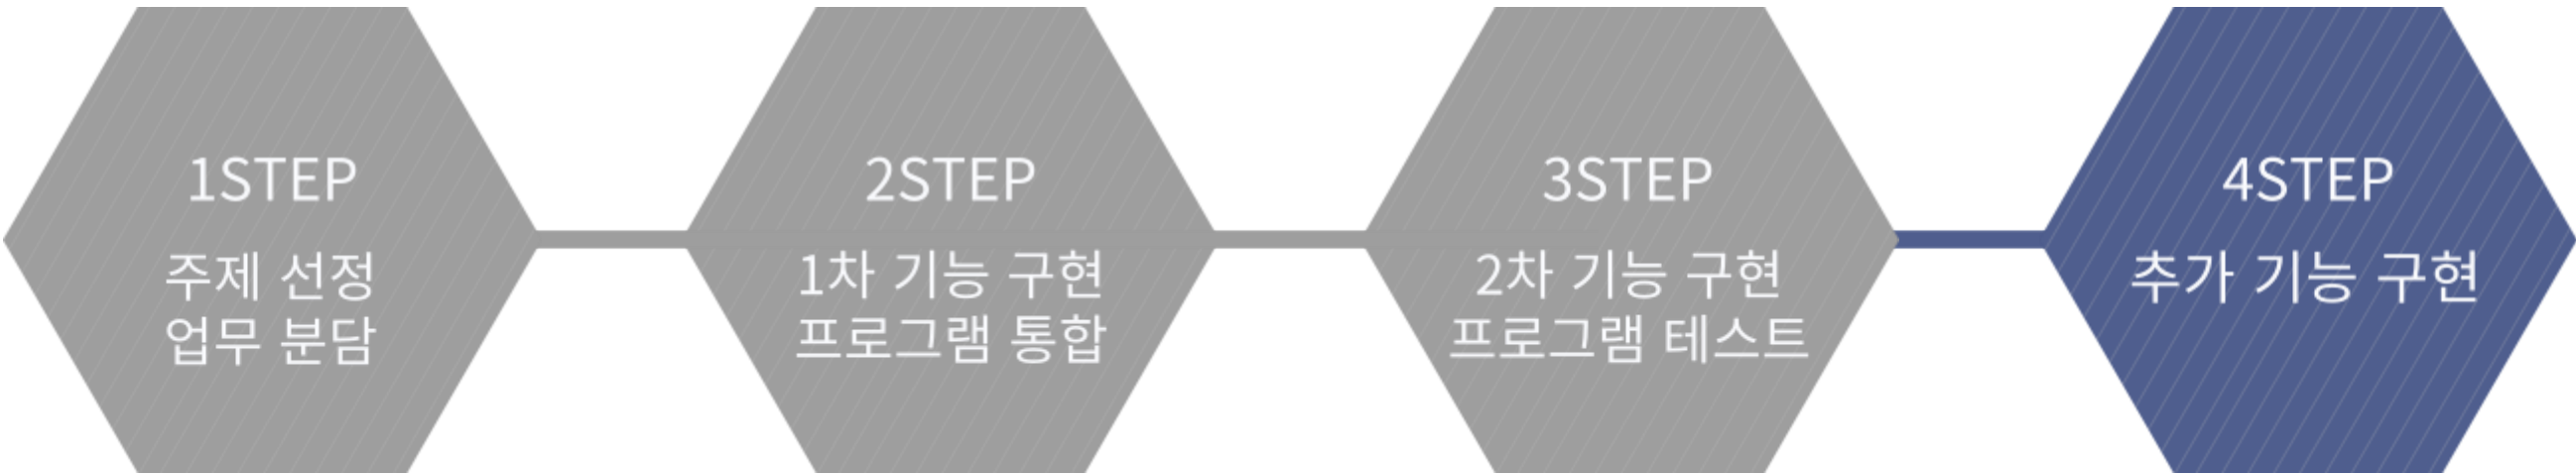 1STEP
주제 선정
업무 분담
2STEP
1차 기능 구현
프로그램 통합
3STEP
2차 기능 구현
프로그램 테스트
4STEP
추가 기능 구현